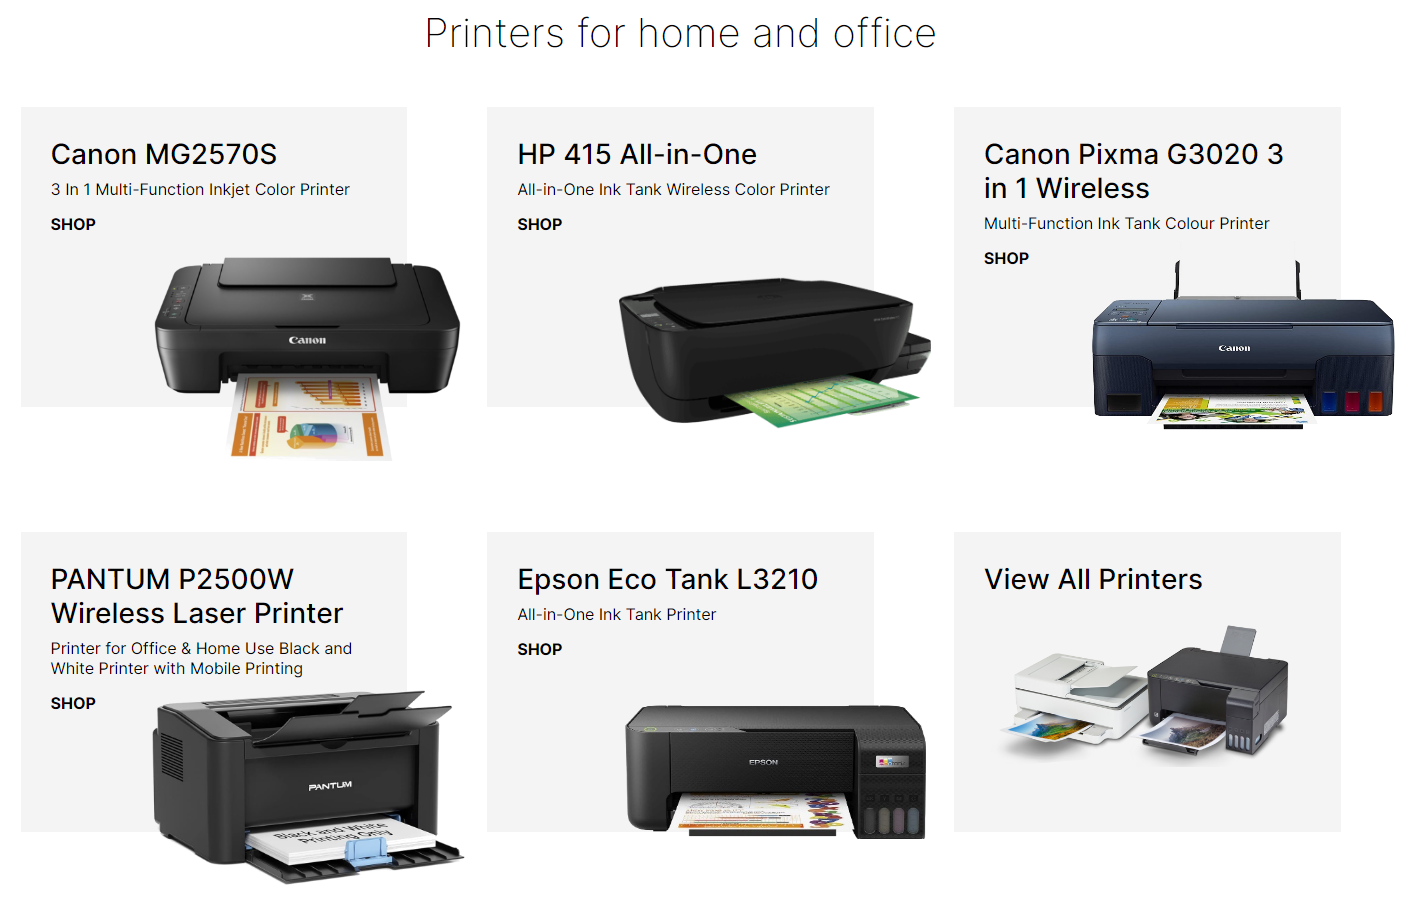 Printers for home and office
Canon MG2570S
3 In 1 Multi-Function Inkjet Color Printer
SHOP
Canon
HP 415 All-in-One
All-in-One Ink Tank Wireless Color Printer
SHOP
Canon Pixma G3020 3
in 1 Wireless
Multi-Function Ink Tank Colour Printer
SHOP
Canon
PANTUM P2500W
Wireless Laser Printer
Printer for Office & Home Use Black and
White Printer with Mobile Printing
SHOP
PANTUM
Black and White
Printing Only
Epson Eco Tank L3210
All-in-One Ink Tank Printer
SHOP
EPSON
View All Printers